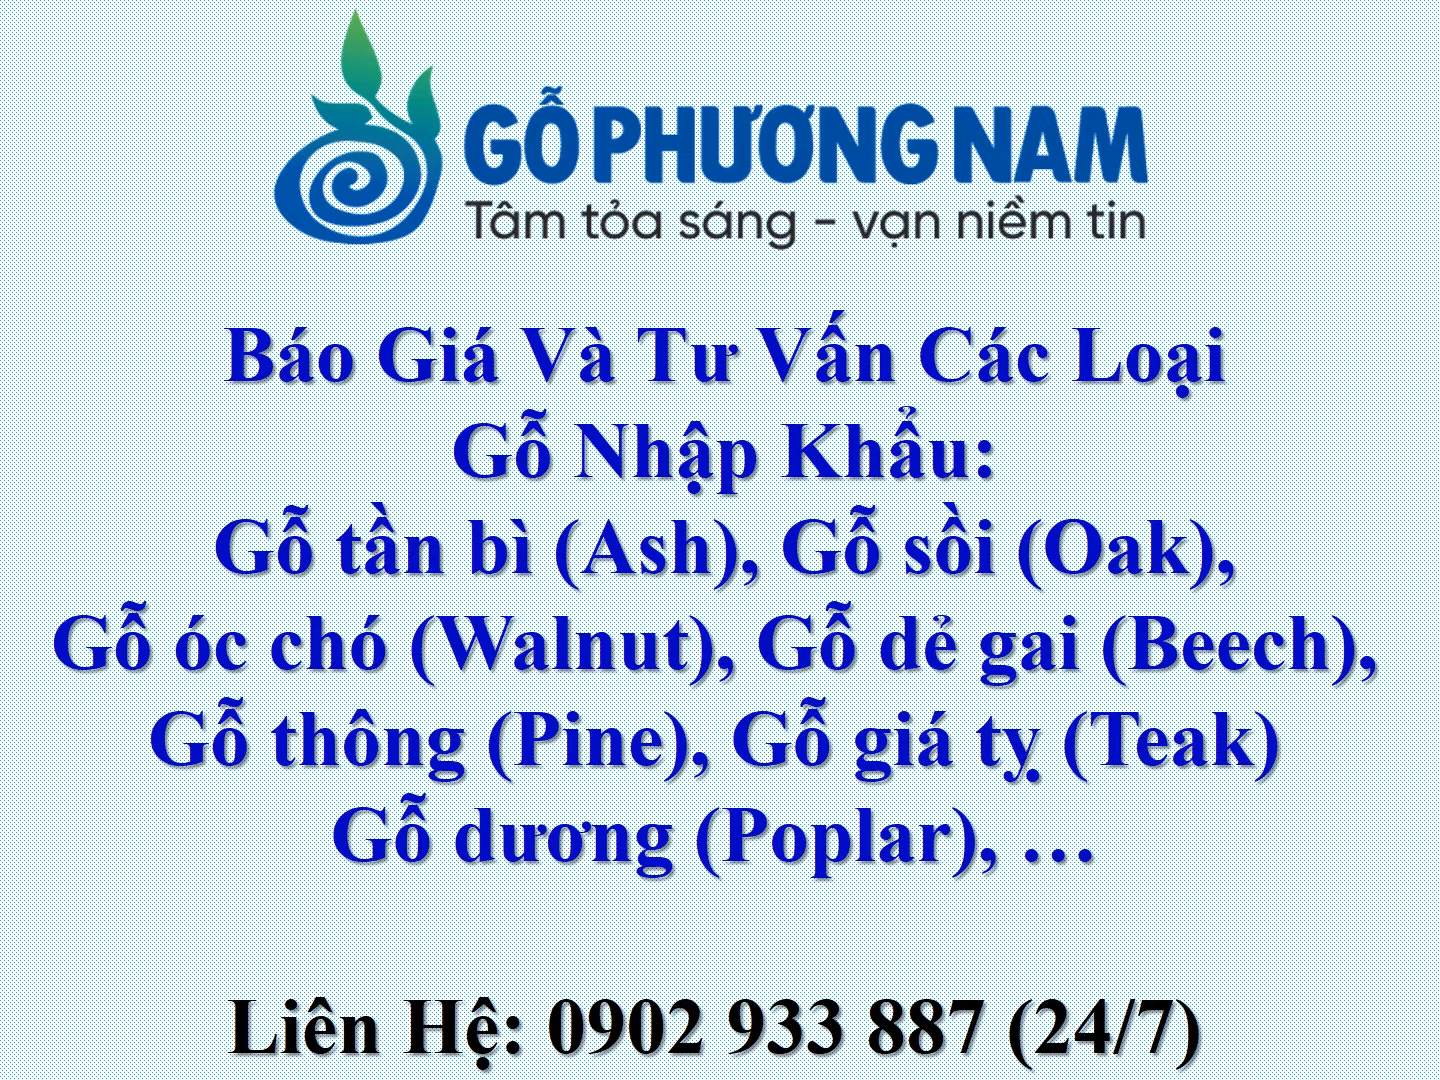 GỖ PHƯƠNG NAM
Tâm tỏa sáng - vạn niềm tin
Báo Giá Và Tư Vấn Các Loại
Gỗ Nhập Khẩu:
Gỗ tần bì (Ash), Gỗ sồi (Oak),
Gỗ óc chó (Walnut), Gỗ dẻ gai (Beech),
Gỗ thông (Pine), Gỗ giá tỵ (Teak)
Gỗ dương (Poplar), …
Liên Hệ: 0902 933 887 (24/7)